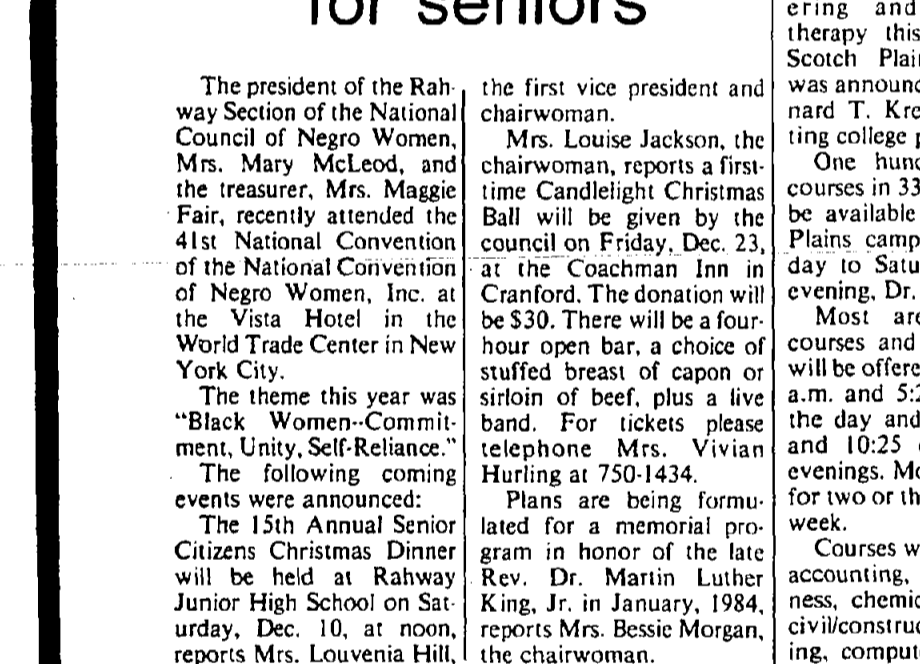 for seniors
The president of the Rah-
way Section of the National
Council of Negro Women,
Mrs. Mary McLeod, and
the treasurer, Mrs. Maggie
Fair, recently attended the
41st National Convention
of the National Convention
of Negro Women, Inc. at
the Vista Hotel in the
World Trade Center in New
York City.
The theme this year was
"Black Women--Commit-
ment, Unity, Self-Reliance."
The following coming
events were announced:
The 15th Annual Senior
Citizens Christmas Dinner
will be held at Rahway
Junior High School on Sat-
urday, Dec. 10, at noon,
reports Mrs. Louvenia Hill,
the first vice president and
chairwoman.
Mrs. Louise Jackson, the
chairwoman, reports a first-
time Candlelight Christmas
Ball will be given by the
council on Friday, Dec. 23,
at the Coachman Inn in
Cranford. The donation will
be $30. There will be a four-
hour open bar, a choice of
stuffed breast of capon or
sirloin of beef, plus a live
band. For tickets please
telephone Mrs. Vivian
Hurling at 750-1434.
Plans are being formu-
lated for a memorial pro-
gram in honor of the late
Rev. Dr. Martin Luther
King, Jr. in January, 1984,
reports Mrs. Bessie Morgan,
the chairwoman.
ering and
therapy this
Scotch Plai
was announc
nard T. Kre
ting college
One hund
courses in 33
be available
Plains camp
day to Satu
evening, Dr.
Most are
courses and
will be offere
a.m. and 5:2
the day and
and 10:25
evenings. Mo
for two or th
week.
Courses w
accounting,
ness, chemic
civil/construc
ing, comput